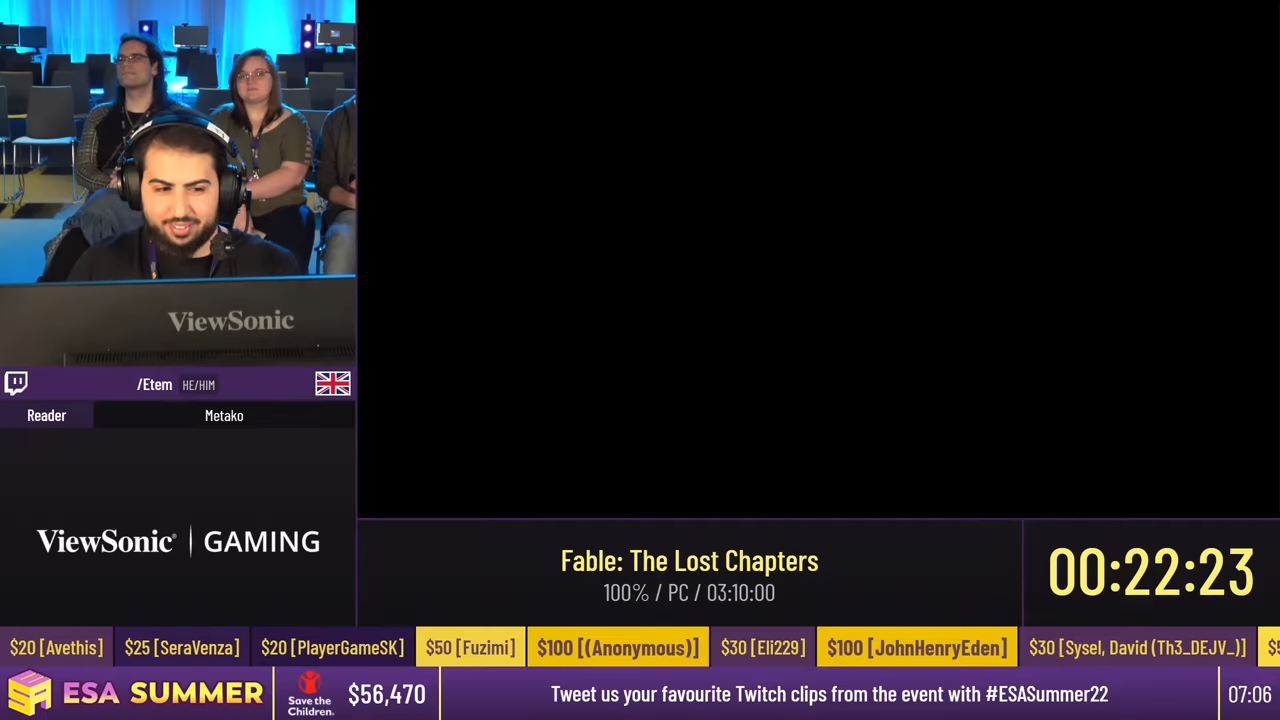 ViewSonic
/Etem HE/HIM
Reader
Metako
ViewSonic® | GAMING
Fable: The Lost Chapters
100% / PC / 03:10:00
00:22:23
$20 [Avethis]
$25 [SeraVenza]
$20 [PlayerGameSK]
$50 [Fuzimi]
$100 [(Anonymous)]
$30 [Eli229]
$100 [JohnHenryEden]
$30 [Sysel, David (Th3_DEJV_)]
ESA SUMMER
Save the
Children.
$56,470
Tweet us your favourite Twitch clips from the event with #ESASummer22
07:06